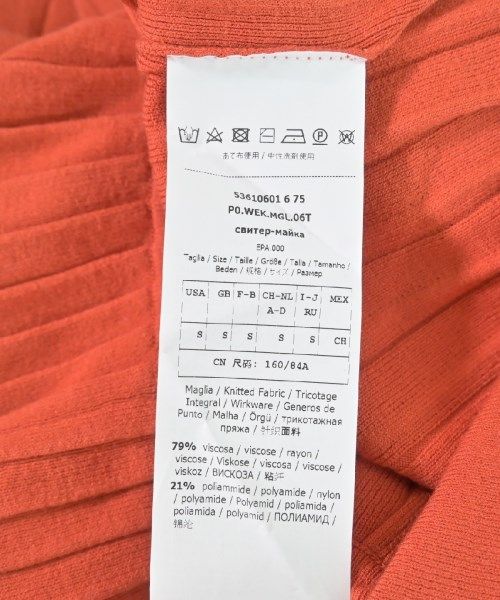 あて布使用 / 中性洗剤使用
53610601 6 75
P0.WEK.MGL.06T
свитер-майка
EPA 000
Taglia / Size / Taille / Größe / Talla / Tamanho /
Beden / 规格 / サイズ / Размер
USA GB F-B CH-NL I-J MEX
A-D RU
S S S S S CH
CN 尺码: 160/84A
Maglia / Knitted Fabric / Tricotage
Integral / Wirkware / Generos de
Punto / Malha / Örgü / трикотажная
пряжа / 针织面料
79% viscosa / viscose / rayon /
viscose / Viskose / viscosa / viscose /
viskoz / ВИСКОЗА / 粘纤
21% poliammide / polyamide / nylon
/ polyamide / Polyamid / poliamida /
poliamida / polyamid / ПОЛИАМИД /
锦纶